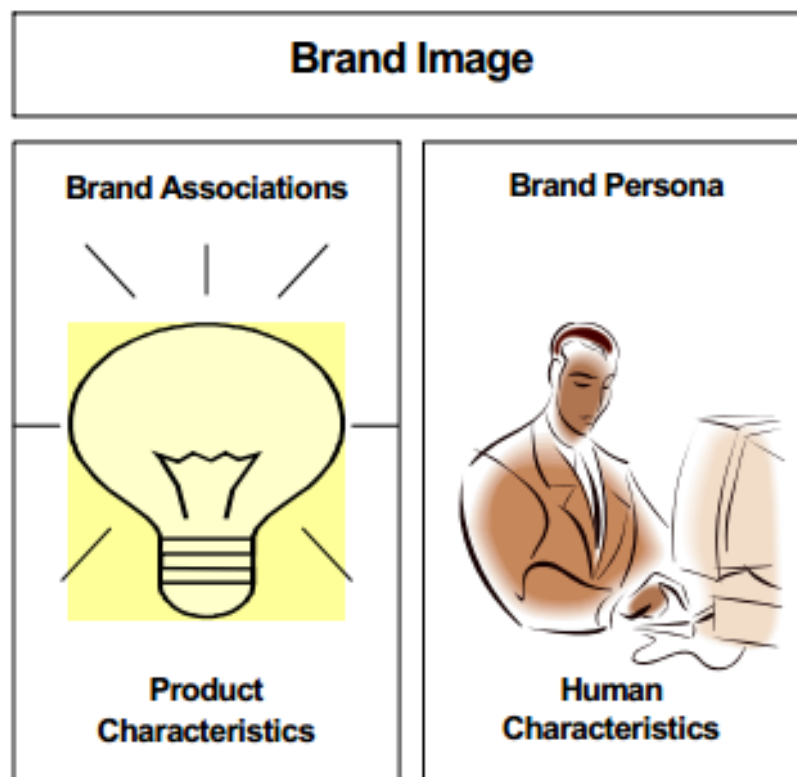 Brand Image
Brand Associations
Product
Characteristics
Brand Persona
Human
Characteristics